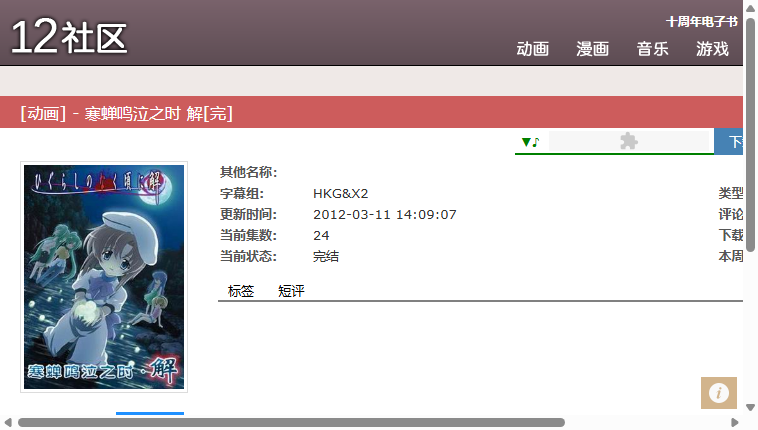 12社区
十周年电子书
动画 漫画 音乐 游戏
[动画] - 寒蝉鸣泣之时 解[完]
▼♪
ひぐらしのなく頃に解
寒蝉鸣泣之时·解
其他名称:
字幕组: HKG&X2 类型
更新时间: 2012-03-11 14:09:07 评论
当前集数: 24 下载
当前状态: 完结 本周
标签 短评